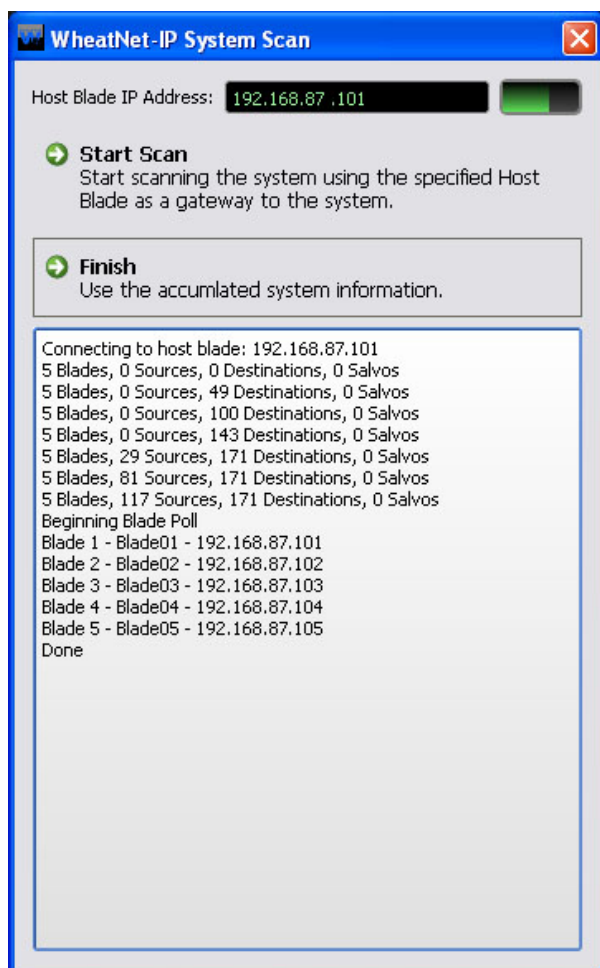 WheatNet-IP System Scan
Host Blade IP Address: 192.168.87 .101
Start Scan
Start scanning the system using the specified Host
Blade as a gateway to the system.
Finish
Use the accumlated system information.
Connecting to host blade: 192.168.87.101
5 Blades, 0 Sources, 0 Destinations, 0 Salvos
5 Blades, 0 Sources, 49 Destinations, 0 Salvos
5 Blades, 0 Sources, 100 Destinations, 0 Salvos
5 Blades, 0 Sources, 143 Destinations, 0 Salvos
5 Blades, 29 Sources, 171 Destinations, 0 Salvos
5 Blades, 81 Sources, 171 Destinations, 0 Salvos
5 Blades, 117 Sources, 171 Destinations, 0 Salvos
Beginning Blade Poll
Blade 1 - Blade01 - 192.168.87.101
Blade 2 - Blade02 - 192.168.87.102
Blade 3 - Blade03 - 192.168.87.103
Blade 4 - Blade04 - 192.168.87.104
Blade 5 - Blade05 - 192.168.87.105
Done